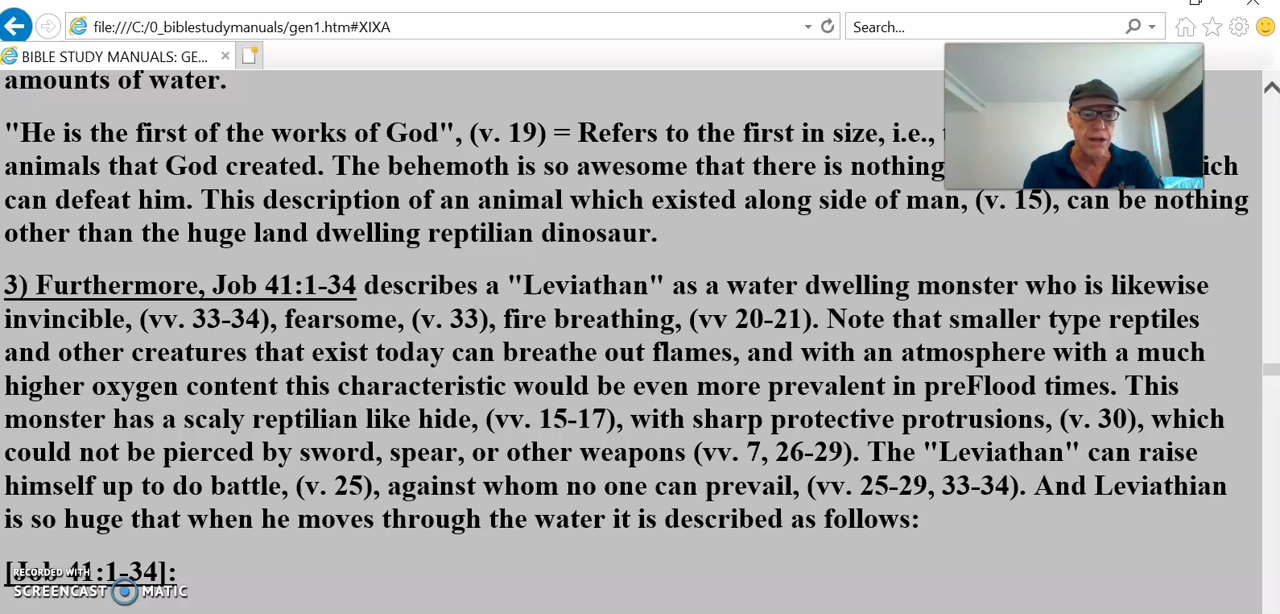 file:///C:/0_biblestudymanuals/gen1.htm#XIXA
Search...
BIBLE STUDY MANUALS: GE...
amounts of water.
"He is the first of the works of God", (v. 19) = Refers to the first in size, i.e.,
animals that God created. The behemoth is so awesome that there is nothing
can defeat him. This description of an animal which existed along side of man, (v. 15), can be nothing
other than the huge land dwelling reptilian dinosaur.
3) Furthermore, Job 41:1-34 describes a "Leviathan" as a water dwelling monster who is likewise
invincible, (vv. 33-34), fearsome, (v. 33), fire breathing, (vv 20-21). Note that smaller type reptiles
and other creatures that exist today can breathe out flames, and with an atmosphere with a much
higher oxygen content this characteristic would be even more prevalent in preFlood times. This
monster has a scaly reptilian like hide, (vv. 15-17), with sharp protective protrusions, (v. 30), which
could not be pierced by sword, spear, or other weapons (vv. 7, 26-29). The "Leviathan" can raise
himself up to do battle, (v. 25), against whom no one can prevail, (vv. 25-29, 33-34). And Leviathian
is so huge that when he moves through the water it is described as follows:
[Job 41:1-34]:
RECORDED WITH
SCREENCAST MATIC